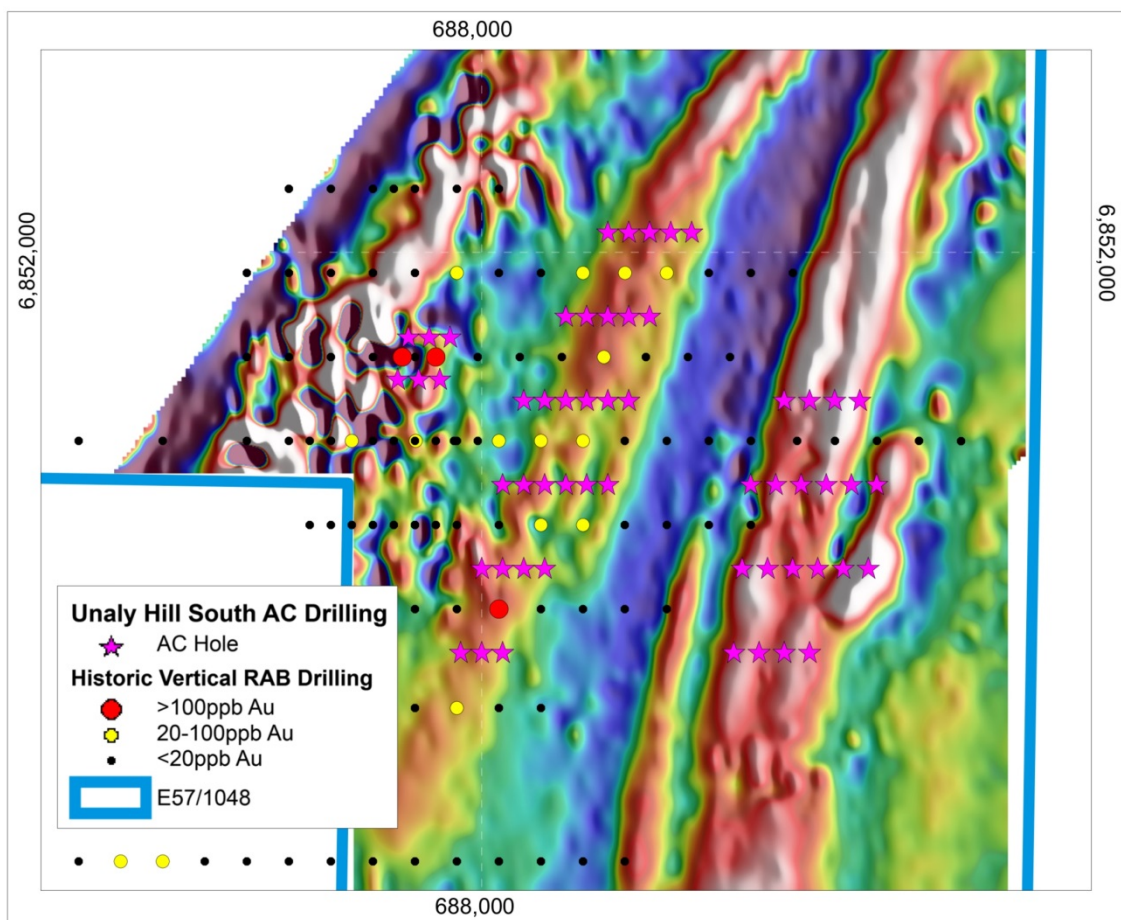 688,000
6,852,000
6,852,000
Unaly Hill South AC Drilling
AC Hole
Historic Vertical RAB Drilling
>100ppb Au
20-100ppb Au
<20ppb Au
E57/1048
688,000